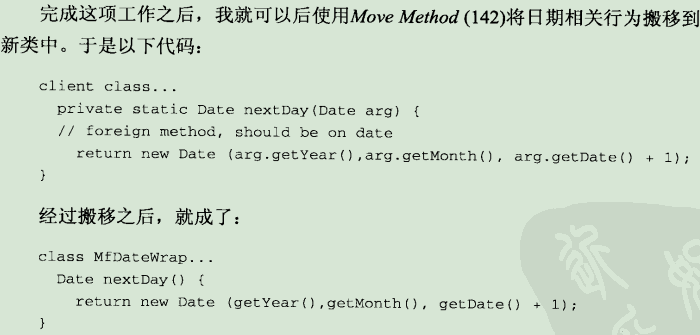 完成这项工作之后，我就可以后使用Move Method (142)将日期相关行为搬移到
新类中。于是以下代码：
client class...
private static Date nextDay(Date arg) {
// foreign method, should be on date
return new Date (arg.getYear(),arg.getMonth(), arg.getDate() + 1);
}
经过搬移之后，就成了：
class MfDateWrap...
Date nextDay() {
return new Date (getYear(),getMonth(), getDate() + 1);
}